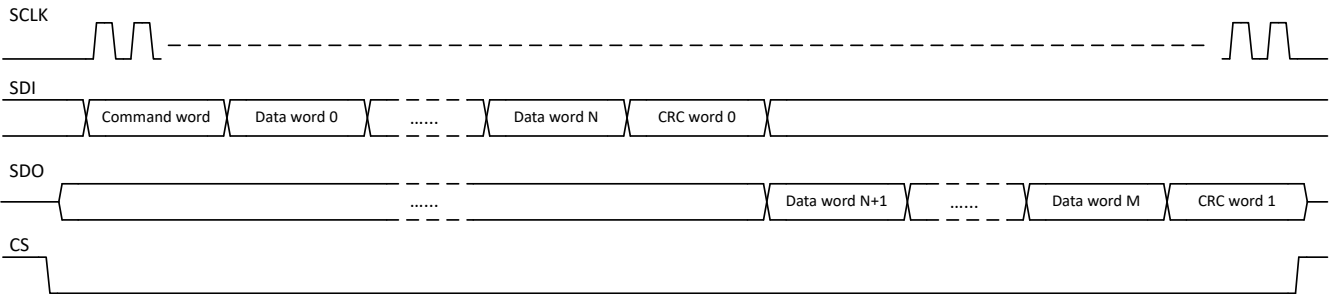 SCLK
SDI
Command word Data word 0 ...... Data word N CRC word 0
SDO
...... Data word N+1 ...... Data word M CRC word 1
CS